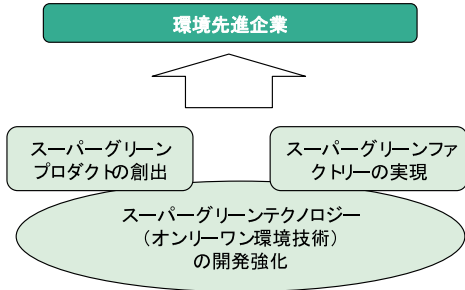 環境先進企業
スーパーグリーン
プロダクトの創出
スーパーグリーンファ
クトリーの実現
スーパーグリーンテクノロジー
（オンリーワン環境技術）
の開発強化